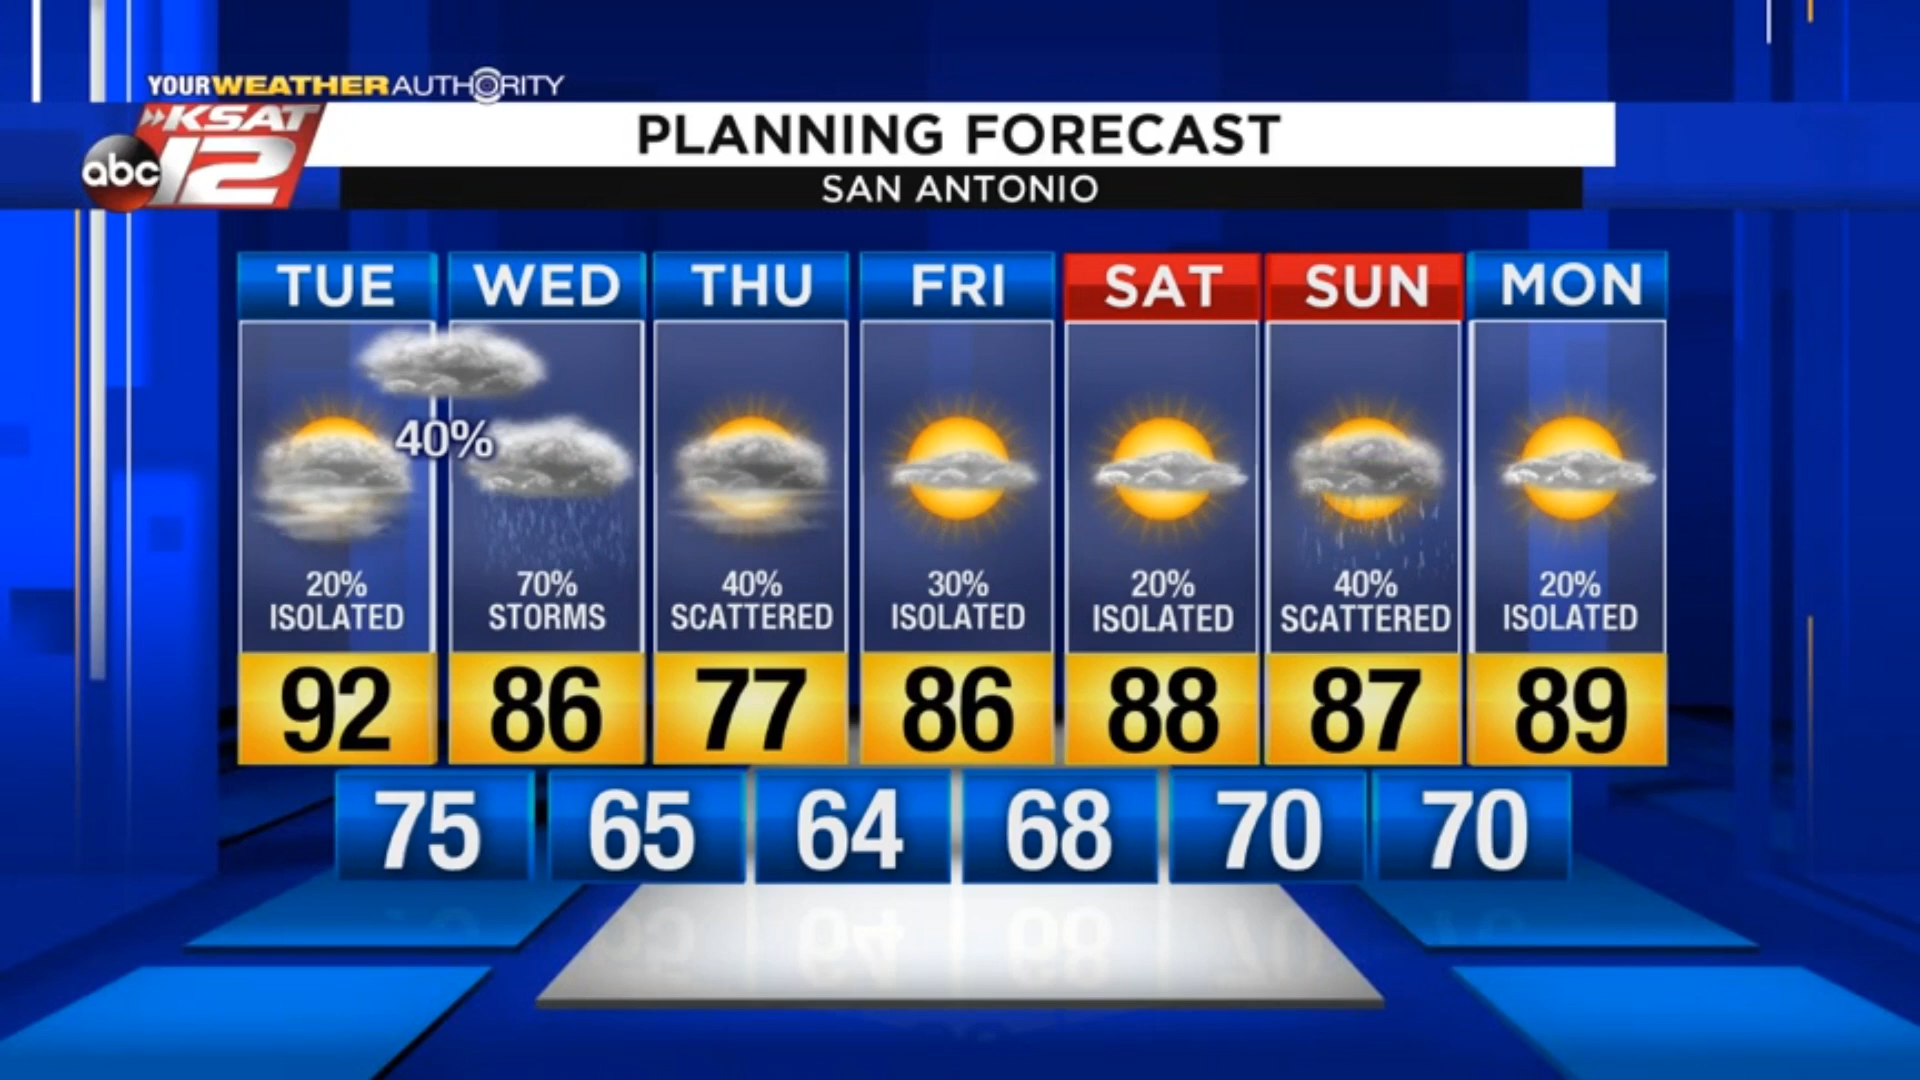 YOURWEATHERAUTHORITY
KSAT
abc 12
PLANNING FORECAST
SAN ANTONIO
TUE WED THU FRI SAT SUN MON
40%
20% 70% 40% 30% 20% 40% 20%
ISOLATED STORMS SCATTERED ISOLATED ISOLATED SCATTERED ISOLATED
92 86 77 86 88 87 89
75 65 64 68 70 70